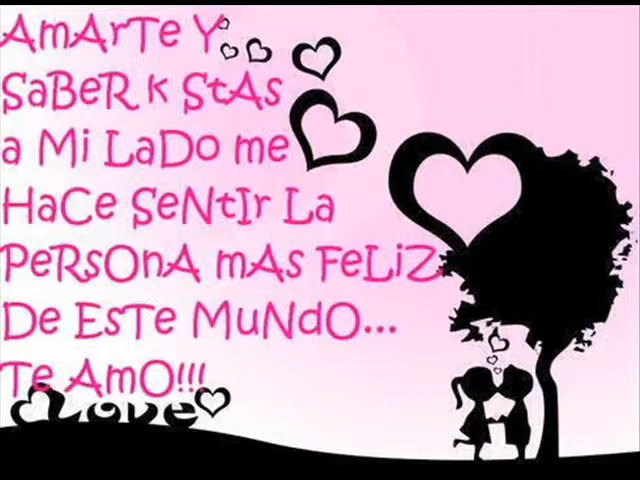 AmArTe Y
SaBeR K StAs
a Mi LaDo me
HaCe SeNtIr La
PeRsOnA mAs FeLiZ
De EsTe MuNdO...
Te AmO!!!
Love